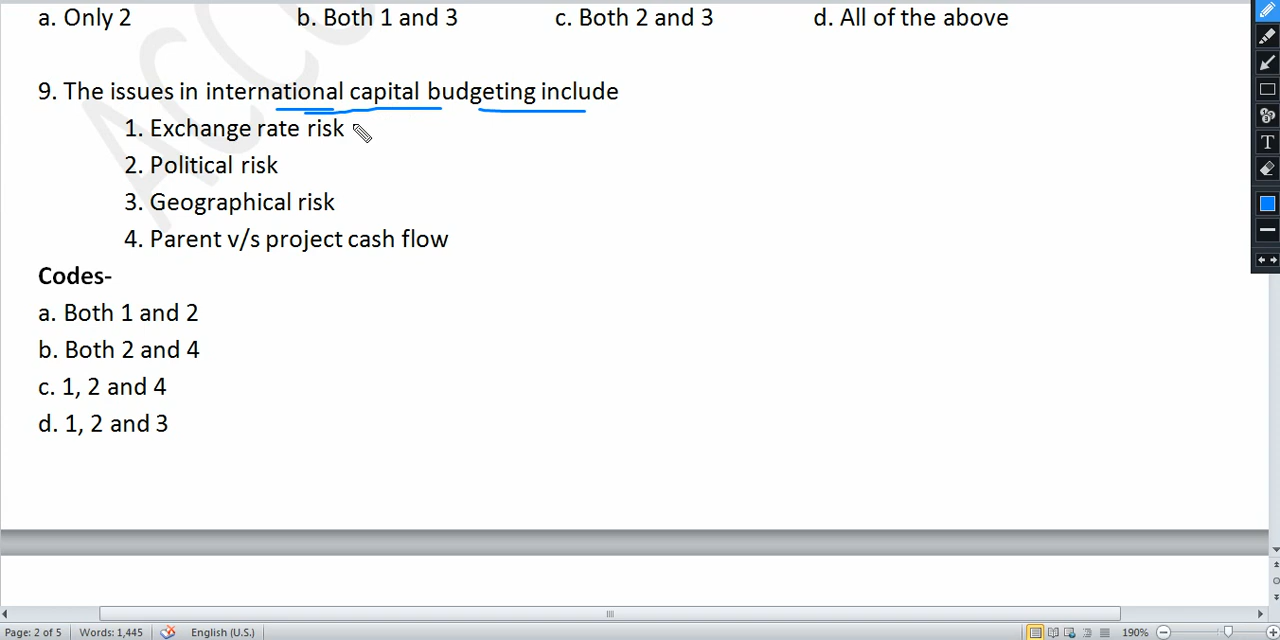 a. Only 2 b. Both 1 and 3 c. Both 2 and 3 d. All of the above
9. The issues in international capital budgeting include
1. Exchange rate risk
2. Political risk
3. Geographical risk
4. Parent v/s project cash flow
Codes-
a. Both 1 and 2
b. Both 2 and 4
c. 1, 2 and 4
d. 1, 2 and 3
Page: 2 of 5 Words: 1,445 English (U.S.) 190%